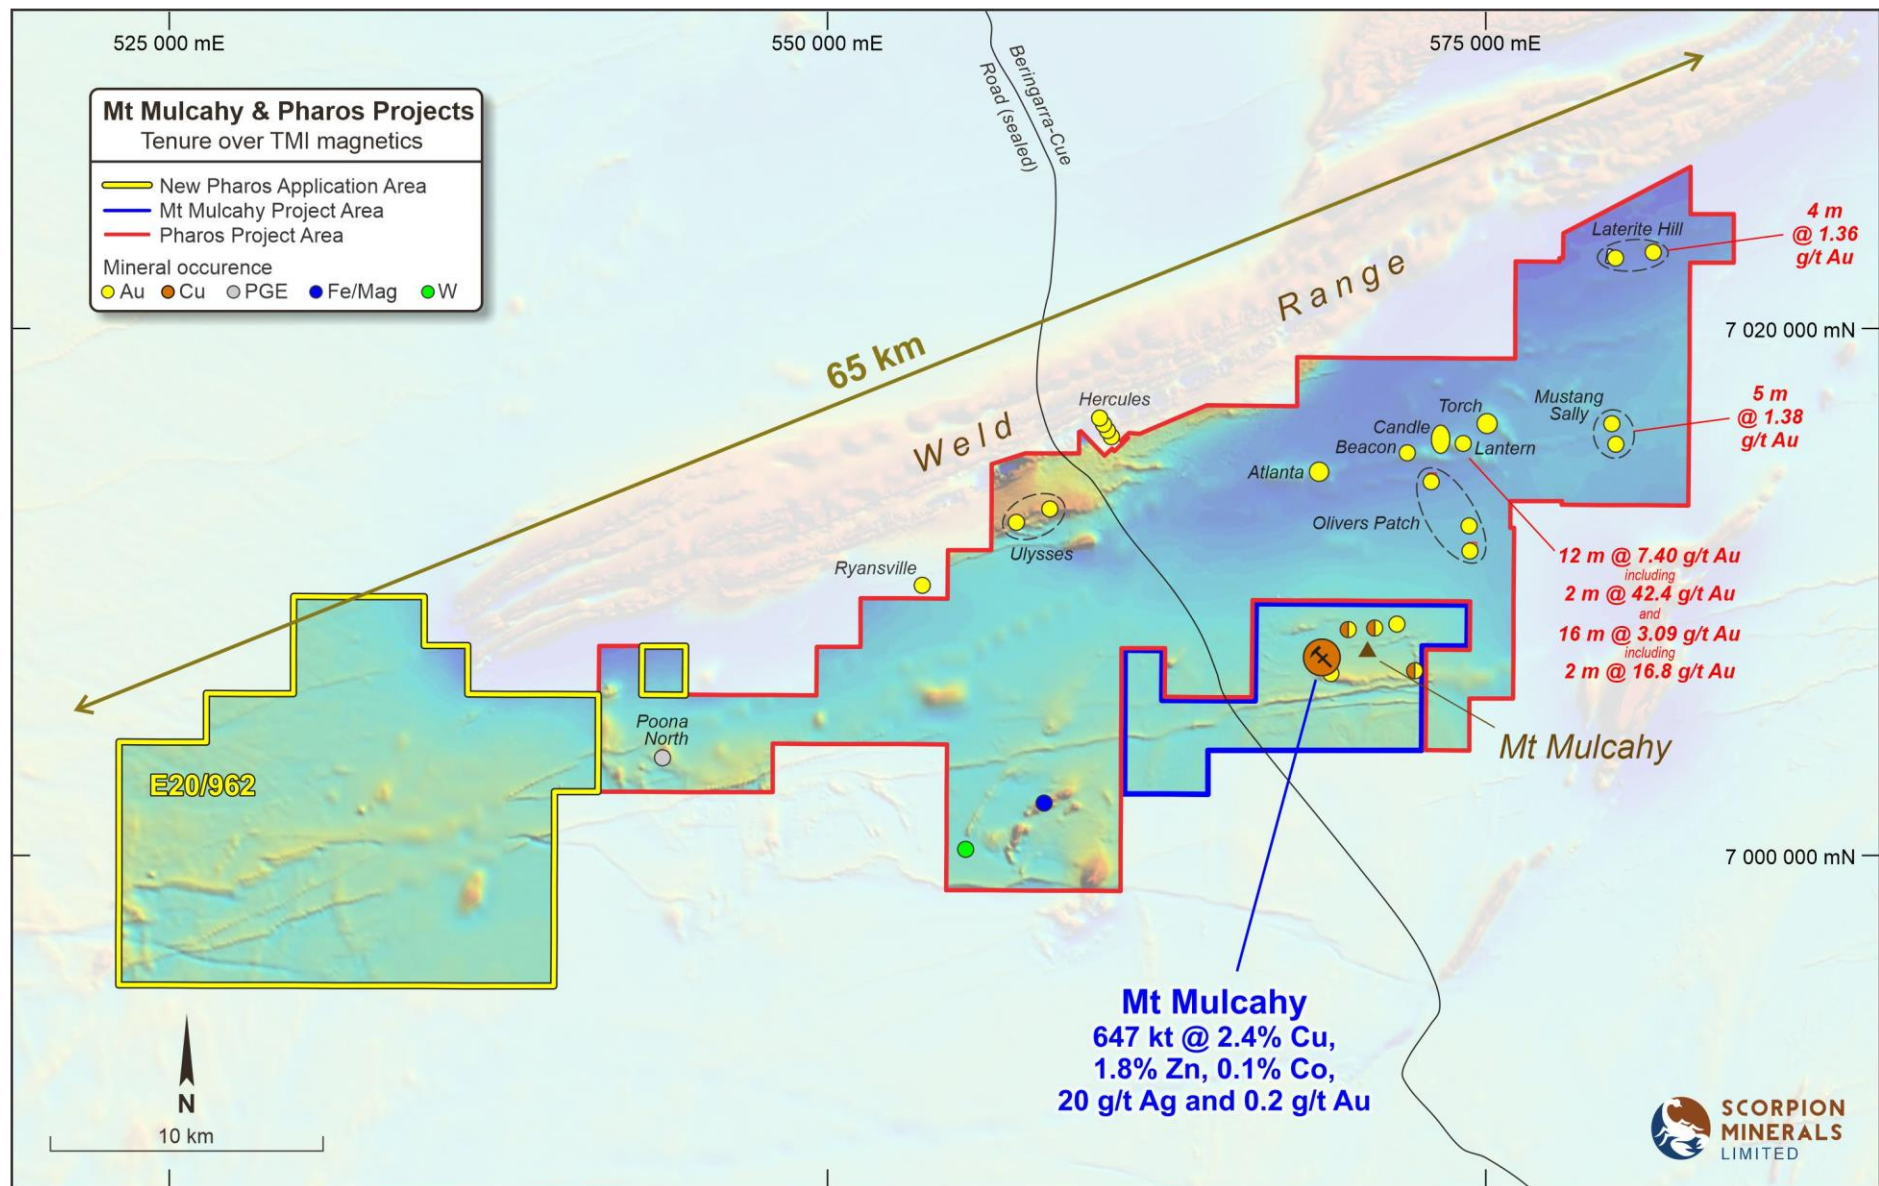 525 000 mE
550 000 mE
575 000 mE
Mt Mulcahy & Pharos Projects
Tenure over TMI magnetics
New Pharos Application Area
Mt Mulcahy Project Area
Pharos Project Area
Mineral occurence
Au
Cu
PGE
Fe/Mag
W
Beringarra-Cue
Road (sealed)
65 km
Weld Range
Laterite Hill
4 m
@ 1.36
g/t Au
7 020 000 mN
Hercules
Mustang
Sally
5 m
@ 1.38
g/t Au
Torch
Candle
Beacon
Lantern
Atlanta
Olivers Patch
Ulysses
Ryansville
12 m @ 7.40 g/t Au
including
2 m @ 42.4 g/t Au
and
16 m @ 3.09 g/t Au
including
2 m @ 16.8 g/t Au
Poona
North
Mt Mulcahy
E20/962
7 000 000 mN
Mt Mulcahy
647 kt @ 2.4% Cu,
1.8% Zn, 0.1% Co,
20 g/t Ag and 0.2 g/t Au
N
10 km
SCORPION
MINERALS
LIMITED